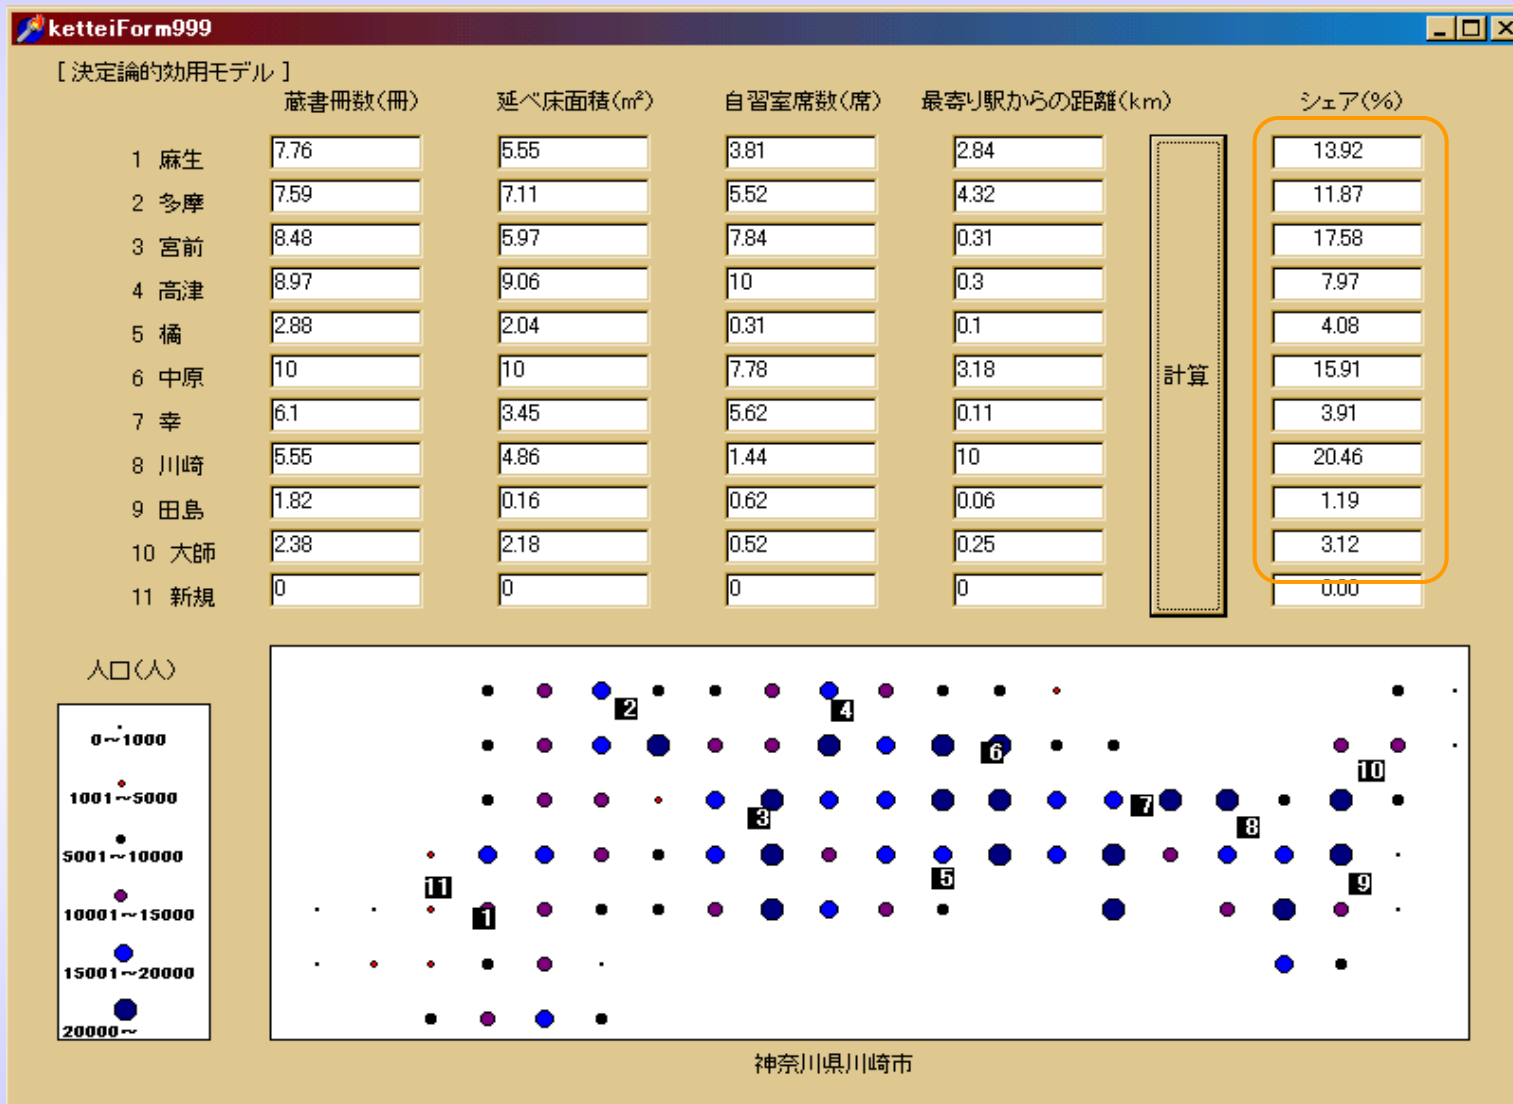 ketteiForm999
[ 決定論的効用モデル ]
蔵書冊数(冊) 延べ床面積(m²) 自習室席数(席) 最寄り駅からの距離(km) シェア(%)
1 麻生 7.76 5.55 3.81 2.84 13.92
2 多摩 7.59 7.11 5.52 4.32 11.87
3 宮前 8.48 5.97 7.84 0.31 17.58
4 高津 8.97 9.06 10 0.3 7.97
5 橘 2.88 2.04 0.31 0.1 4.08
6 中原 10 10 7.78 3.18 15.91
計算
7 幸 6.1 3.45 5.62 0.11 3.91
8 川崎 5.55 4.86 1.44 10 20.46
9 田島 1.82 0.16 0.62 0.06 1.19
10 大師 2.38 2.18 0.52 0.25 3.12
11 新規 0 0 0 0 0.00
人口(人)
0~1000
1001~5000
5001~10000
10001~15000
15001~20000
20000~
2 4
6
10
3 7
8
11 5 9
1
神奈川県川崎市